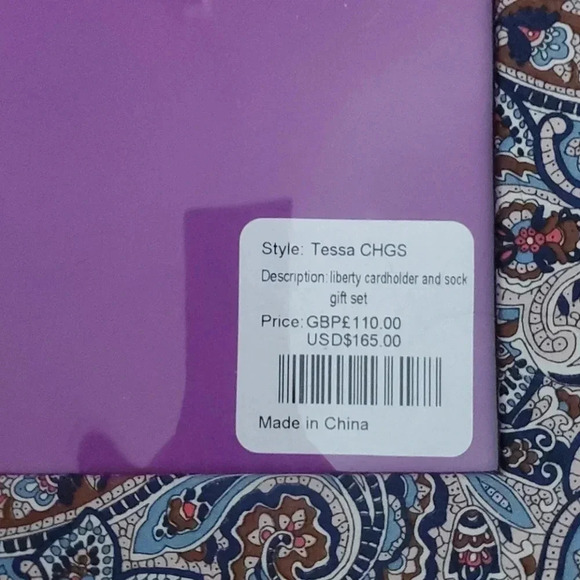 Style: Tessa CHGS
Description: liberty cardholder and sock
gift set
Price: GBP£110.00
USD$165.00
Made in China